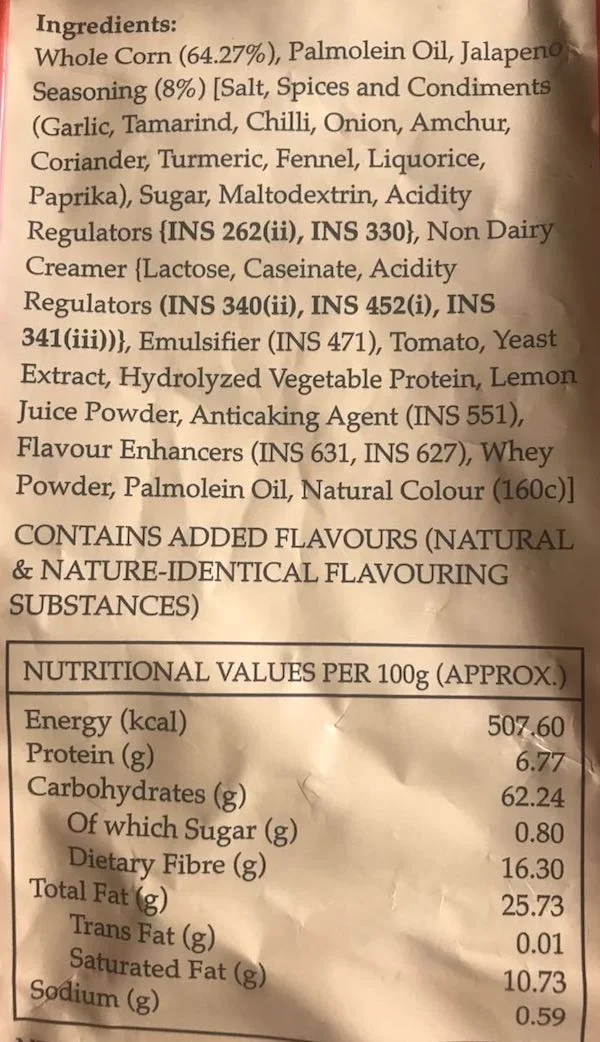 Ingredients:
Whole Corn (64.27%), Palmolein Oil, Jalapeno
Seasoning (8%) [Salt, Spices and Condiments
(Garlic, Tamarind, Chilli, Onion, Amchur,
Coriander, Turmeric, Fennel, Liquorice,
Paprika), Sugar, Maltodextrin, Acidity
Regulators {INS 262(ii), INS 330}, Non Dairy
Creamer {Lactose, Caseinate, Acidity
Regulators (INS 340(ii), INS 452(i), INS
341(iii))}, Emulsifier (INS 471), Tomato, Yeast
Extract, Hydrolyzed Vegetable Protein, Lemon
Juice Powder, Anticaking Agent (INS 551),
Flavour Enhancers (INS 631, INS 627), Whey
Powder, Palmolein Oil, Natural Colour (160c)]
CONTAINS ADDED FLAVOURS (NATURAL
& NATURE-IDENTICAL FLAVOURING
SUBSTANCES)
NUTRITIONAL VALUES PER 100g (APPROX.)
Energy (kcal) 507.60
Protein (g) 6.77
Carbohydrates (g) 62.24
Of which Sugar (g) 0.80
Dietary Fibre (g) 16.30
Total Fat (g) 25.73
Trans Fat (g) 0.01
Saturated Fat (g) 10.73
Sodium (g) 0.59